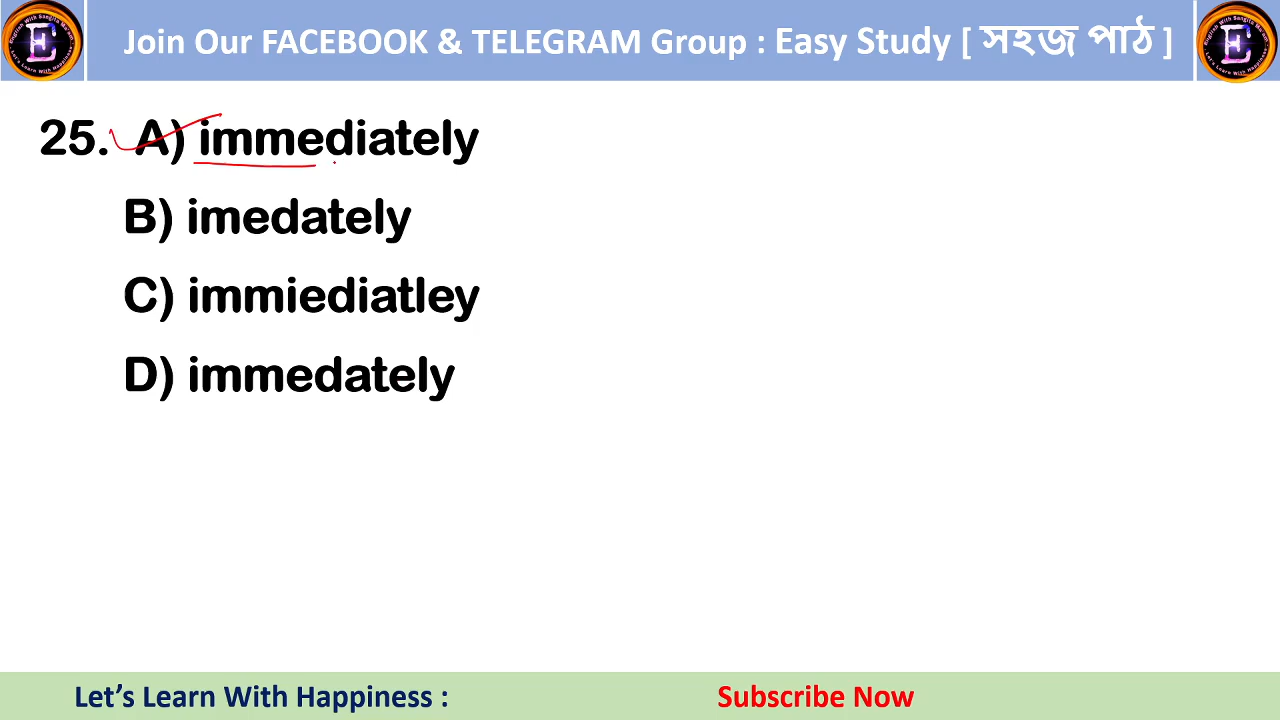 Join Our FACEBOOK & TELEGRAM Group : Easy Study [ সহজ পাঠ ]
25. A) immediately
B) imedately
C) immiediatley
D) immedately
Let’s Learn With Happiness :
Subscribe Now